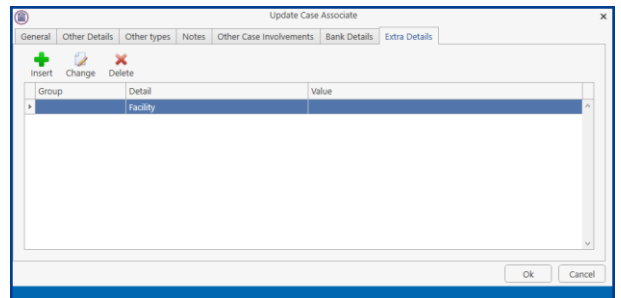 Update Case Associate
General Other Details Other types Notes Other Case Involvements Bank Details Extra Details
Insert Change Delete
Group Detail Value
Facility
Ok Cancel